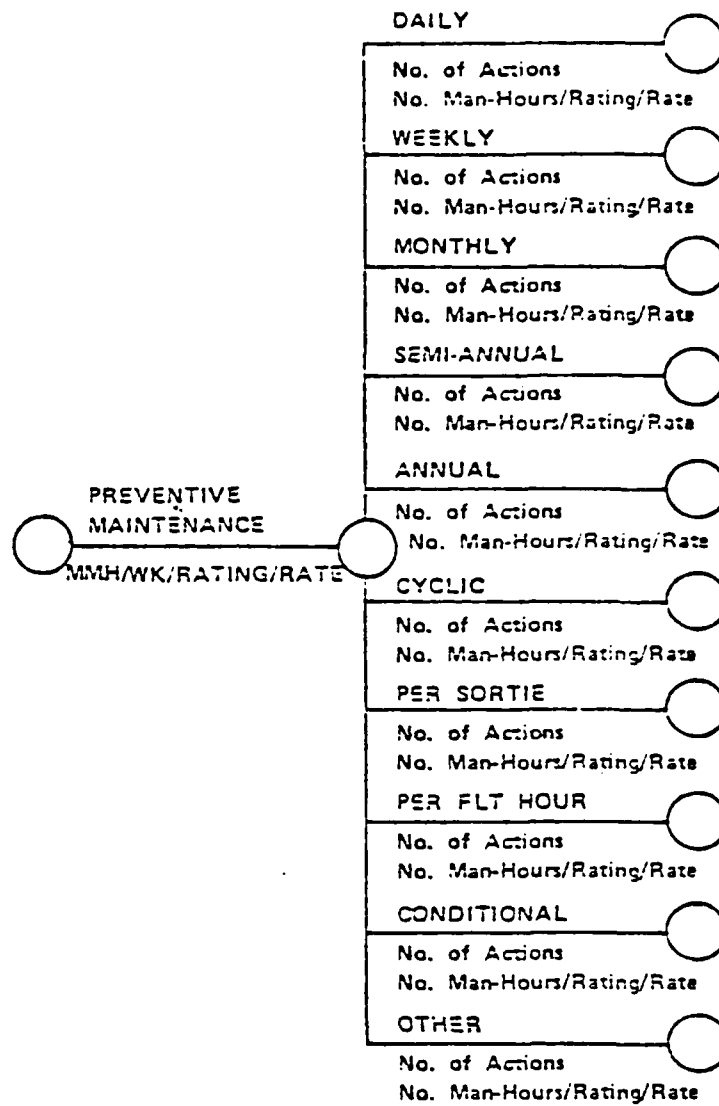 DAILY
No. of Actions
No. Man-Hours/Rating/Rate
WEEKLY
No. of Actions
No. Man-Hours/Rating/Rate
MONTHLY
No. of Actions
No. Man-Hours/Rating/Rate
SEMI-ANNUAL
No. of Actions
No. Man-Hours/Rating/Rate
ANNUAL
No. of Actions
No. Man-Hours/Rating/Rate
PREVENTIVE
MAINTENANCE
MMH/WK/RATING/RATE
CYCLIC
No. of Actions
No. Man-Hours/Rating/Rate
PER SORTIE
No. of Actions
No. Man-Hours/Rating/Rate
PER FLT HOUR
No. of Actions
No. Man-Hours/Rating/Rate
CONDITIONAL
No. of Actions
No. Man-Hours/Rating/Rate
OTHER
No. of Actions
No. Man-Hours/Rating/Rate